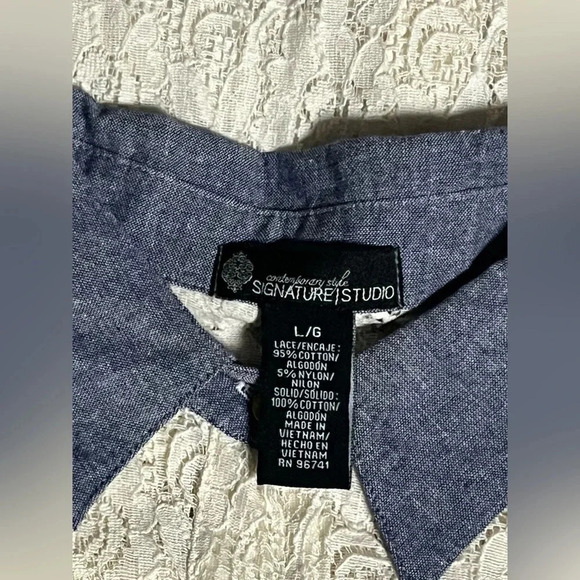 contemporary style
SIGNATURE|STUDIO
L/G
LACE/ENCAJE:
95% COTTON/
ALGODÓN
5% NYLON/
NILON
SOLID/SÓLIDO:
100% COTTON/
ALGODÓN
MADE IN
VIETNAM/
HECHO EN
VIETNAM
RN 96741